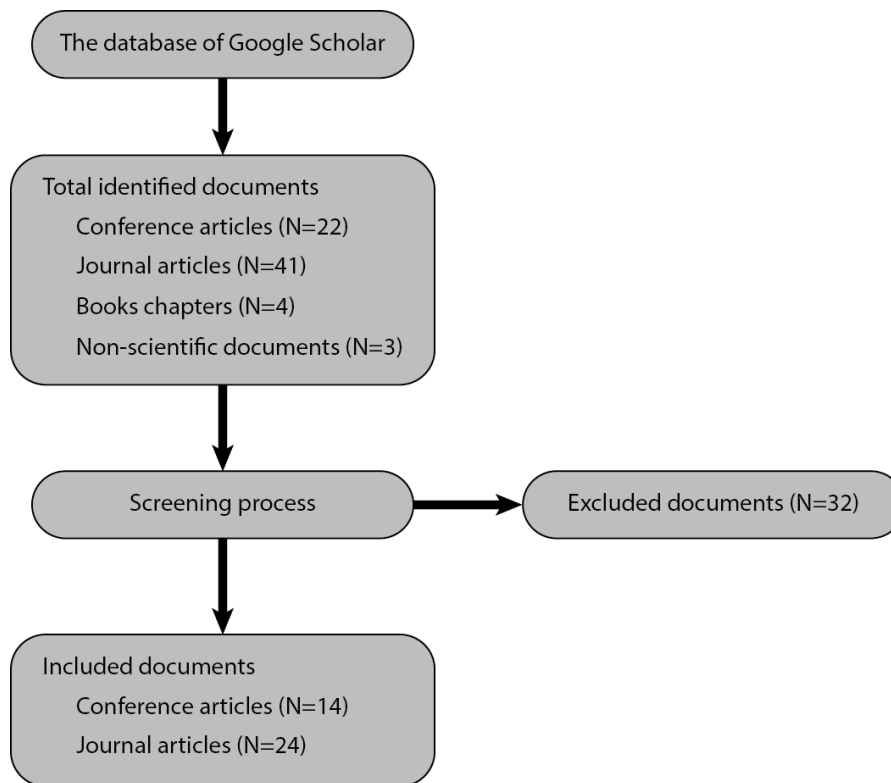 The database of Google Scholar
Total identified documents
Conference articles (N=22)
Journal articles (N=41)
Books chapters (N=4)
Non-scientific documents (N=3)
Screening process
Excluded documents (N=32)
Included documents
Conference articles (N=14)
Journal articles (N=24)